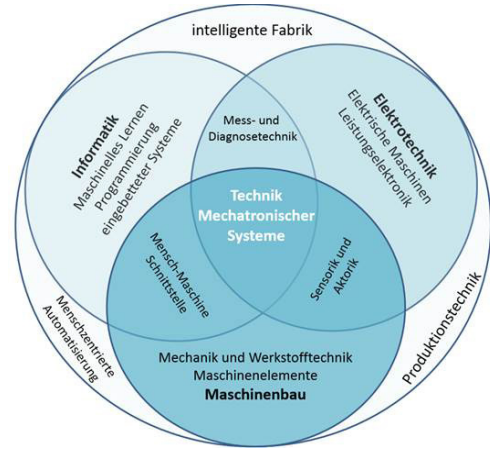 intelligente Fabrik
Informatik
Maschinelles Lernen
Programmierung
eingebetteter Systeme
Mess- und
Diagnosetechnik
Elektrotechnik
Elektrische Maschinen
Leistungselektronik
Technik
Mechatronischer
Systeme
Mensch-Maschine
Schnittstelle
Sensorik und
Aktorik
Menschzentrierte
Automatisierung
Mechanik und Werkstofftechnik
Maschinenelemente
Maschinenbau
Produktionstechnik